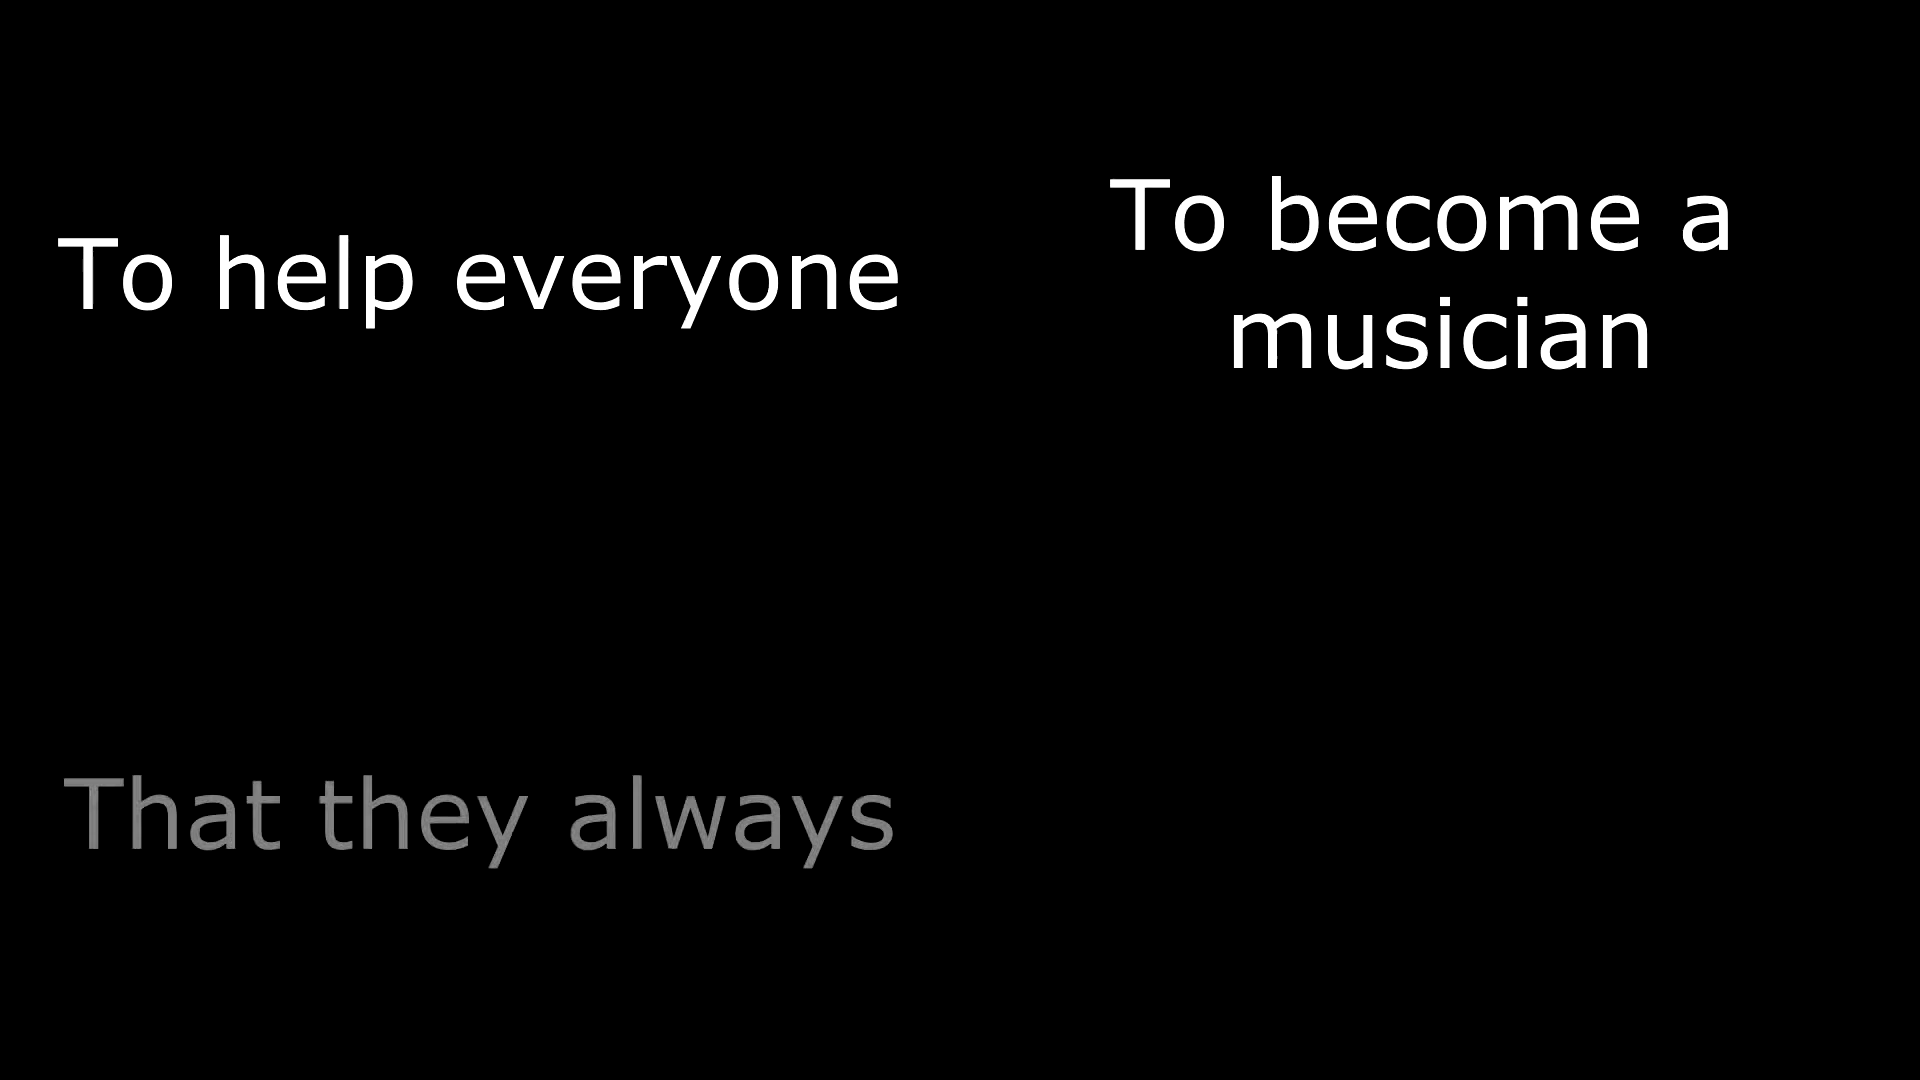 To help everyone
To become a
musician
That they always